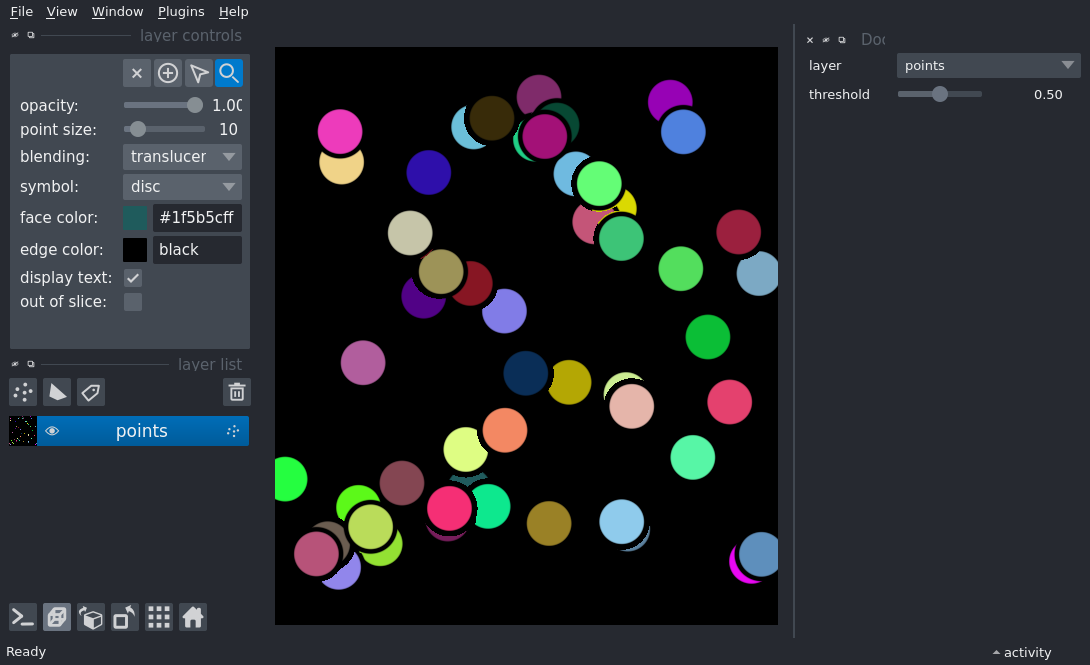 File View Window Plugins Help
layer controls
opacity: 1.00
point size: 10
blending: translucer
symbol: disc
face color: #1f5b5cff
edge color: black
display text:
out of slice:
layer list
points
Doc
layer points
threshold 0.50
Ready
activity